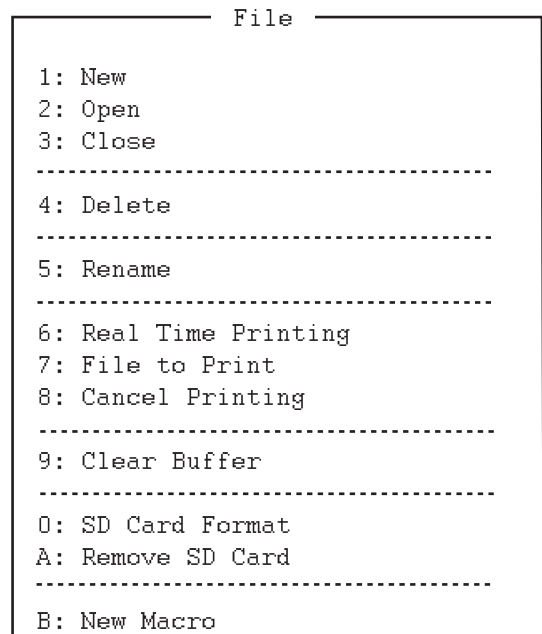 File
1: New
2: Open
3: Close
4: Delete
5: Rename
6: Real Time Printing
7: File to Print
8: Cancel Printing
9: Clear Buffer
0: SD Card Format
A: Remove SD Card
B: New Macro